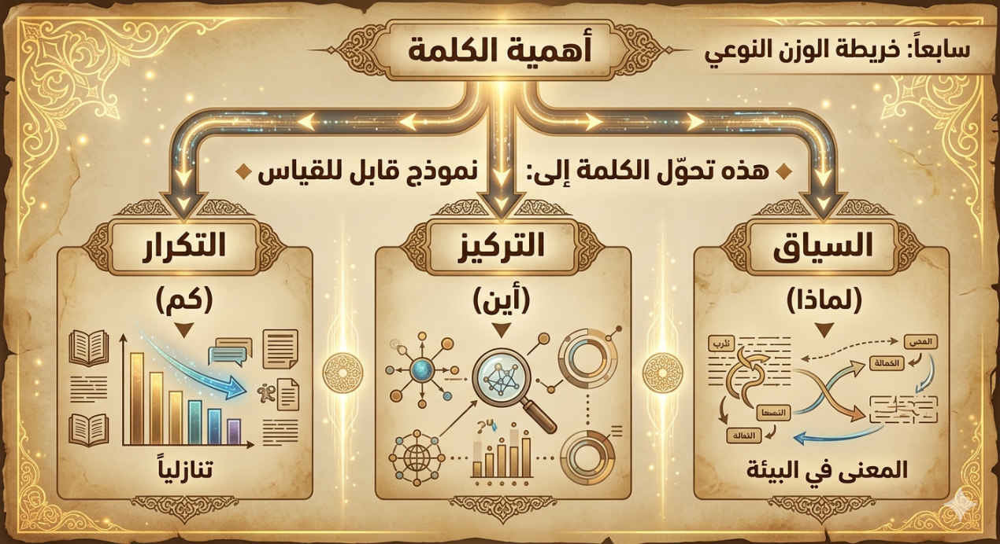 سابعاً: خريطة الوزن النوعي
أهمية الكلمة
هذه تحوّل الكلمة إلى: نموذج قابل للقياس
السياق
(لماذا)
المعنى في البيئة
التركيز
(أين)
التكرار
(كم)
تنازلياً